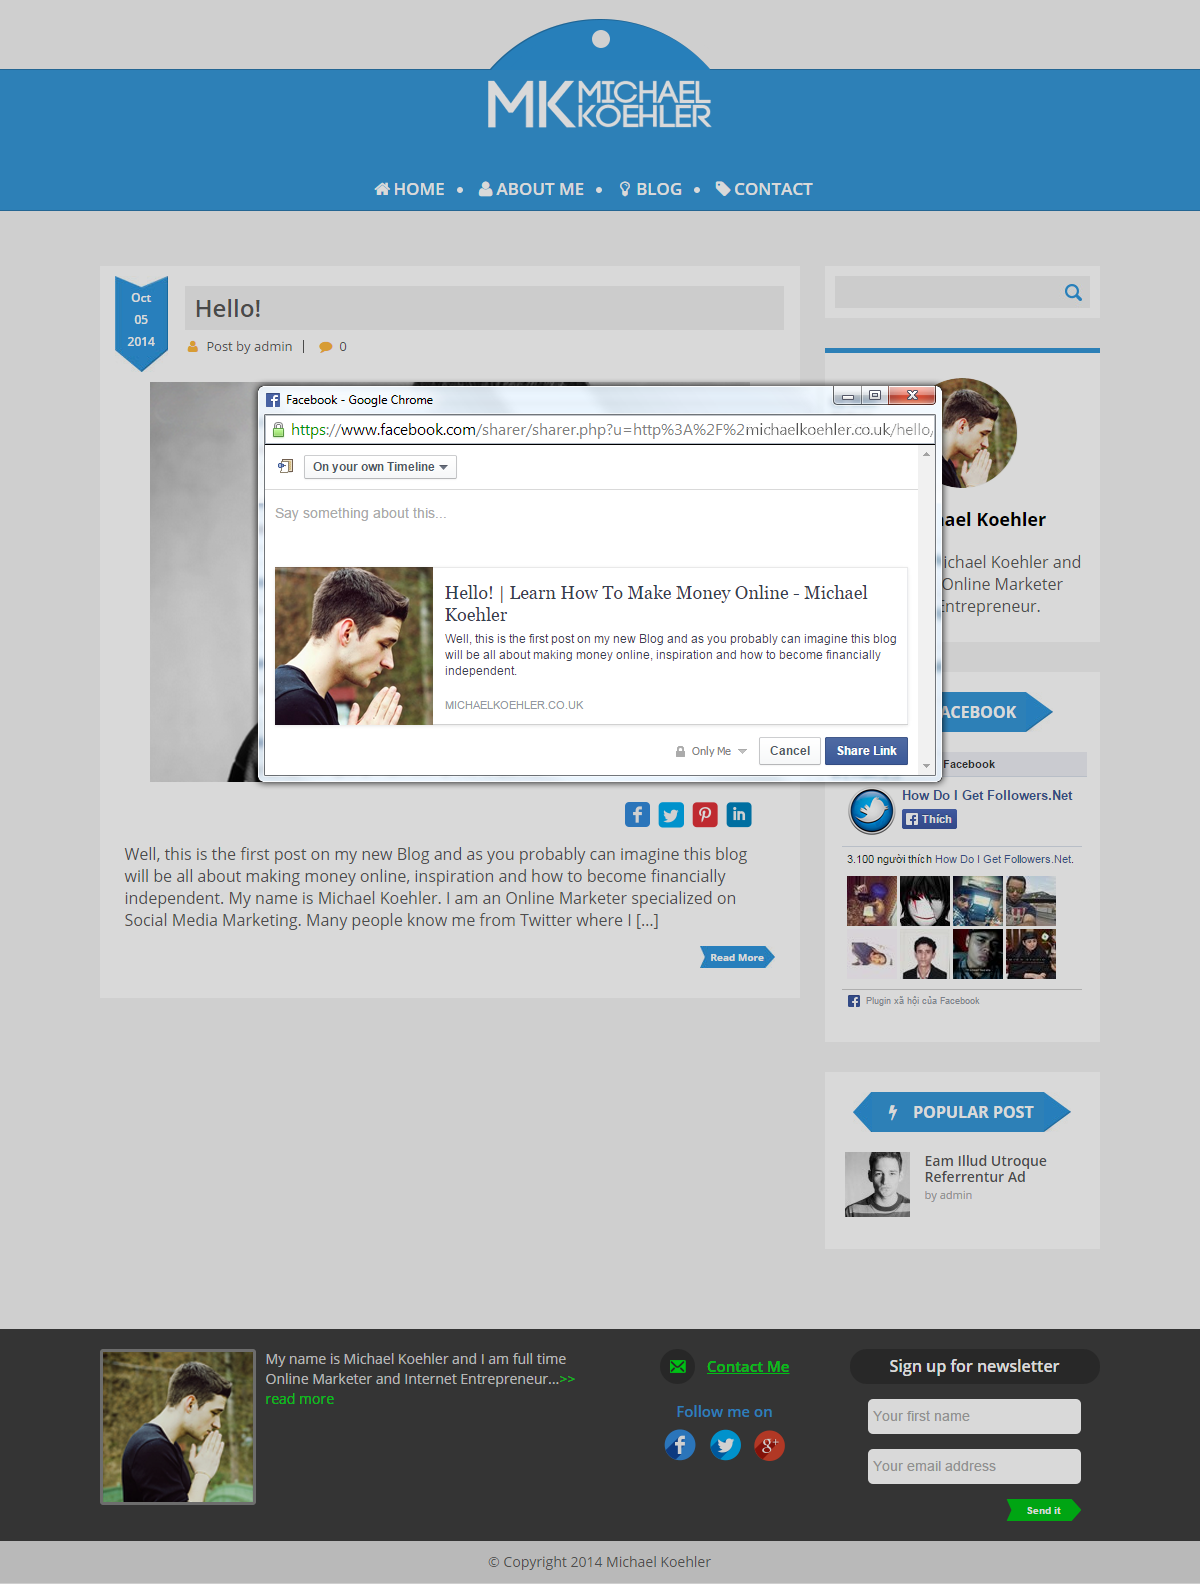 MK MICHAEL
KOEHLER
HOME • ABOUT ME • BLOG • CONTACT
Oct
05
2014
Hello!
Post by admin | 0
Facebook - Google Chrome
https://www.facebook.com/sharer/sharer.php?u=http%3A%2F%2michaelkoehler.co.uk/hello/
On your own Timeline
Say something about this...
Hello! | Learn How To Make Money Online - Michael
Koehler
Well, this is the first post on my new Blog and as you probably can imagine this blog
will be all about making money online, inspiration and how to become financially
independent.
MICHAELKOEHLER.CO.UK
Only Me
Cancel
Share Link
Well, this is the first post on my new Blog and as you probably can imagine this blog
will be all about making money online, inspiration and how to become financially
independent. My name is Michael Koehler. I am an Online Marketer specialized on
Social Media Marketing. Many people know me from Twitter where I [...]
Read More
Koehler
Koehler and
Online Marketer
Entrepreneur.
ACEBOOK
Facebook
How Do I Get Followers.Net
Thích
3.100 người thích How Do I Get Followers.Net.
Plugin xã hội của Facebook
POPULAR POST
Eam Illud Utroque
Referrentur Ad
by admin
My name is Michael Koehler and I am full time
Online Marketer and Internet Entrepreneur...>>
read more
Contact Me
Follow me on
Sign up for newsletter
Your first name
Your email address
Send it
© Copyright 2014 Michael Koehler